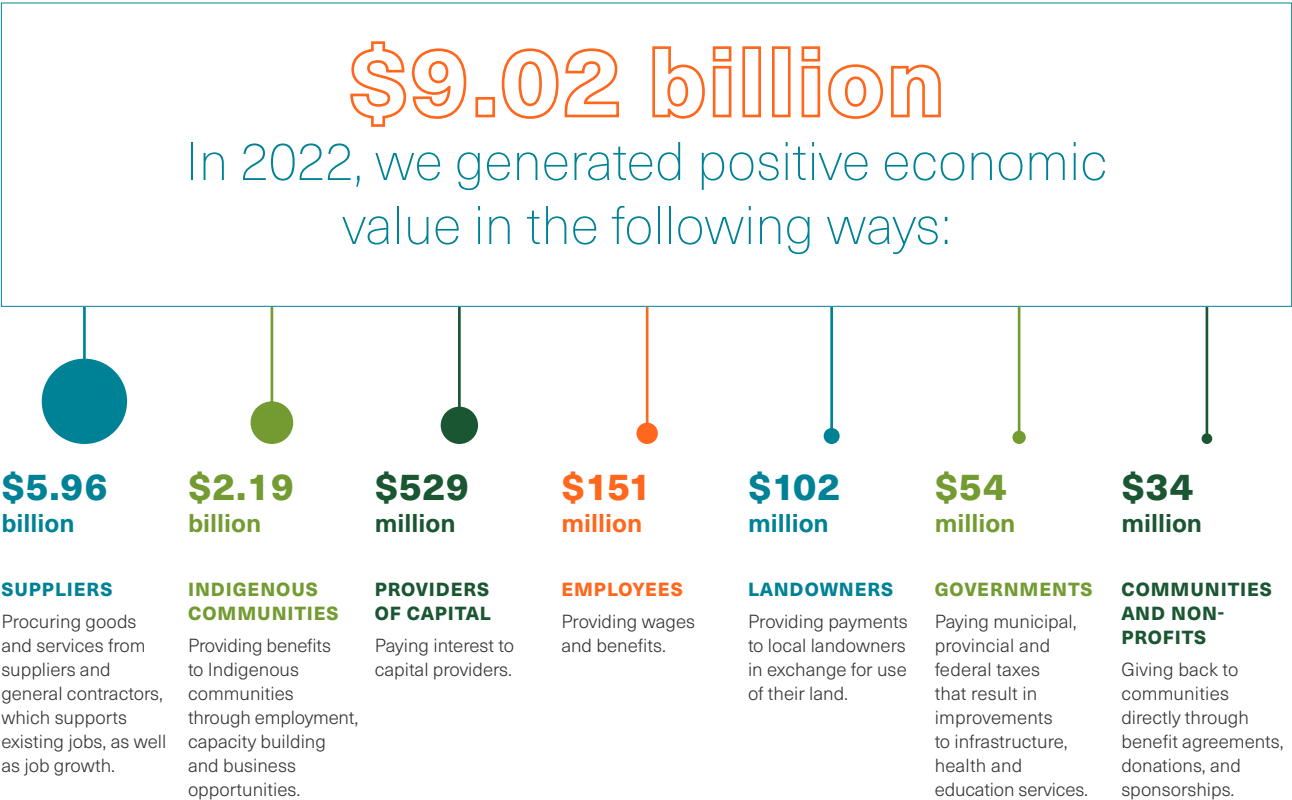 $9.02 billion
In 2022, we generated positive economic
value in the following ways:
$5.96
billion
SUPPLIERS
Procuring goods
and services from
suppliers and
general contractors,
which supports
existing jobs, as well
as job growth.
$2.19
billion
INDIGENOUS
COMMUNITIES
Providing benefits
to Indigenous
communities
through employment,
capacity building
and business
opportunities.
$529
million
PROVIDERS
OF CAPITAL
Paying interest to
capital providers.
$151
million
EMPLOYEES
Providing wages
and benefits.
$102
million
LANDOWNERS
Providing payments
to local landowners
in exchange for use
of their land.
$54
million
GOVERNMENTS
Paying municipal,
provincial and
federal taxes
that result in
improvements
to infrastructure,
health and
education services.
$34
million
COMMUNITIES
AND NON-
PROFITS
Giving back to
communities
directly through
benefit agreements,
donations, and
sponsorships.